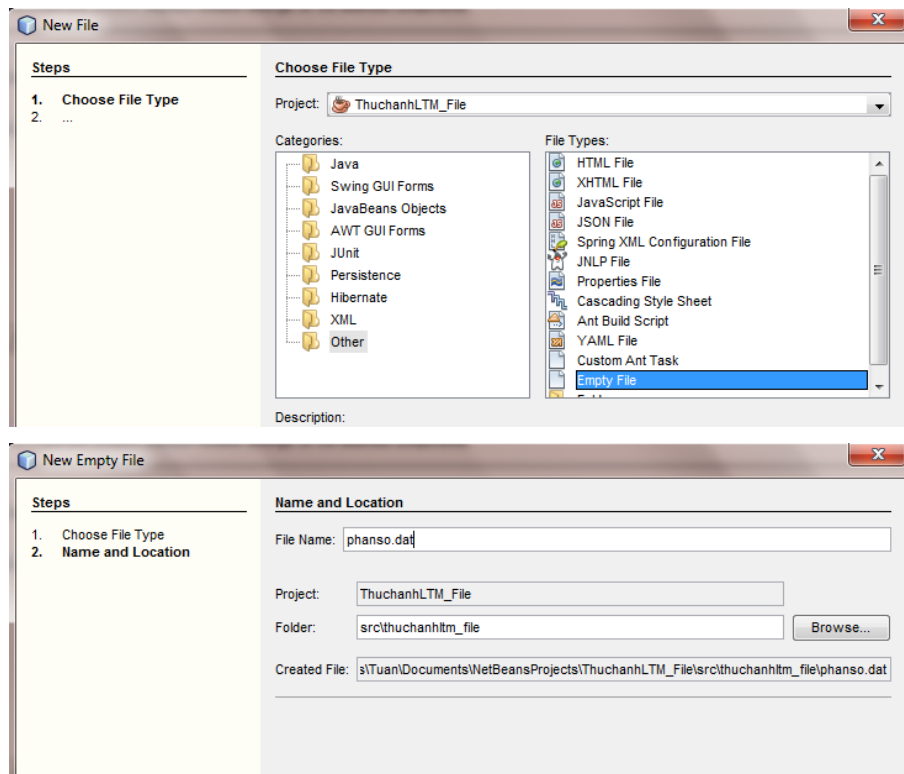 New File
Steps
1. Choose File Type
2. ...
Choose File Type
Project: ThuchanhLTM_File
Categories:
Java
Swing GUI Forms
JavaBeans Objects
AWT GUI Forms
JUnit
Persistence
Hibernate
XML
Other
File Types:
HTML File
XHTML File
JavaScript File
JSON File
Spring XML Configuration File
JNLP File
Properties File
Cascading Style Sheet
Ant Build Script
YAML File
Custom Ant Task
Empty File
Description:
New Empty File
Steps
1. Choose File Type
2. Name and Location
Name and Location
File Name: phanso.dat
Project: ThuchanhLTM_File
Folder: src\thuchanhltm_file Browse...
Created File: s\Tuan\Documents\NetBeansProjects\ThuchanhLTM_File\src\thuchanhltm_file\phanso.dat